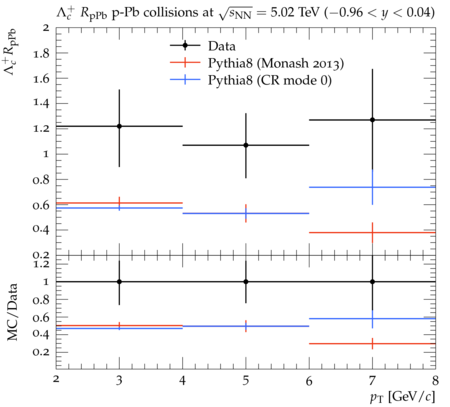 Λc+ RpPb p-Pb collisions at √sNN = 5.02 TeV (−0.96 < y < 0.04)
Λc+ RpPb
2
1.8
1.6
1.4
1.2
1
0.8
0.6
0.4
0.2
Data
Pythia8 (Monash 2013)
Pythia8 (CR mode 0)
MC/Data
1.2
1
0.8
0.6
0.4
0.2
2 3 4 5 6 7 8
pT [GeV/c]